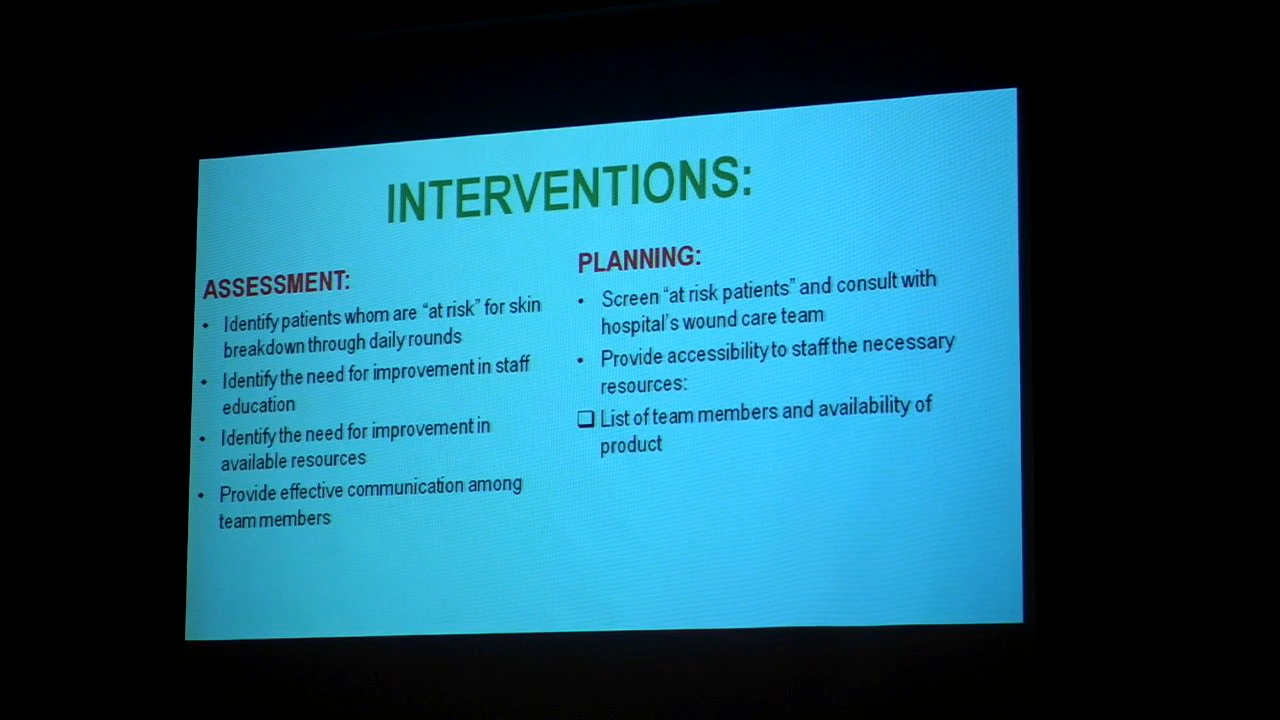 INTERVENTIONS:
ASSESSMENT:
• Identify patients whom are “at risk” for skin
breakdown through daily rounds
• Identify the need for improvement in staff
education
• Identify the need for improvement in
available resources
• Provide effective communication among
team members
PLANNING:
• Screen “at risk patients” and consult with
hospital’s wound care team
• Provide accessibility to staff the necessary
resources:
❑ List of team members and availability of
product